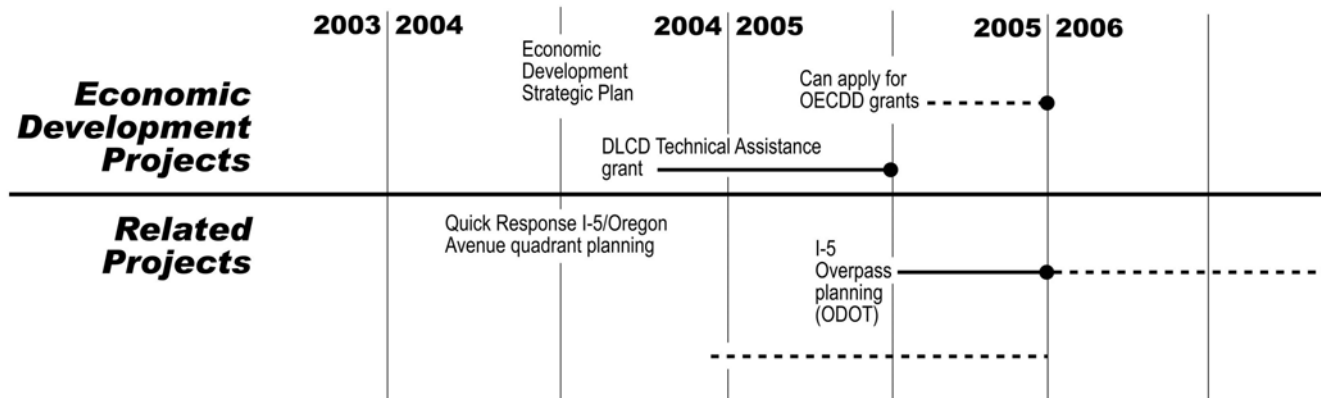 2003 2004
2004 2005
2005 2006
Economic
Development
Projects
Economic
Development
Strategic Plan
Can apply for
OECDD grants
DLCD Technical Assistance
grant
Related
Projects
Quick Response I-5/Oregon
Avenue quadrant planning
I-5
Overpass
planning
(ODOT)